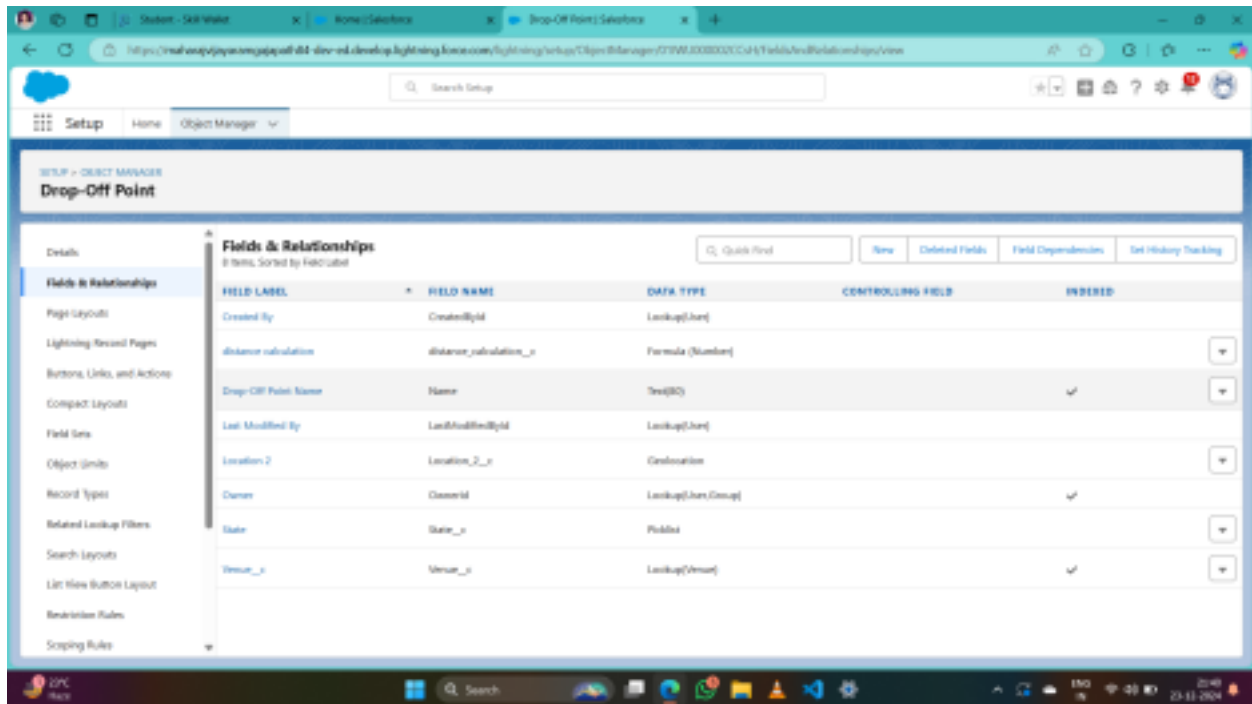 Student - Skill Wallet
Home | Salesforce
Drop-Off Point | Salesforce
Search Setup
Setup
Home
Object Manager
SETUP > OBJECT MANAGER
Drop-Off Point
Details
Fields & Relationships
Page Layouts
Lightning Record Pages
Buttons, Links, and Actions
Compact Layouts
Field Sets
Object Limits
Record Types
Related Lookup Filters
Search Layouts
List View Button Layout
Restriction Rules
Scoping Rules
Fields & Relationships
8 Items, Sorted by Field Label
Quick Find
New
Deleted Fields
Field Dependencies
Set History Tracking
FIELD LABEL FIELD NAME DATA TYPE CONTROLLING FIELD INDEXED
Created By CreatedById Lookup(User)
distance calculation distance_calculation__c Formula (Number)
Drop-Off Point Name Name Text(80)
Last Modified By LastModifiedById Lookup(User)
Location 2 Location_2__c Geolocation
Owner OwnerId Lookup(User,Group)
State State__c Picklist
Venue__c Venue__c Lookup(Venue)
Haze
Search
ENG
IN
23-11-2024